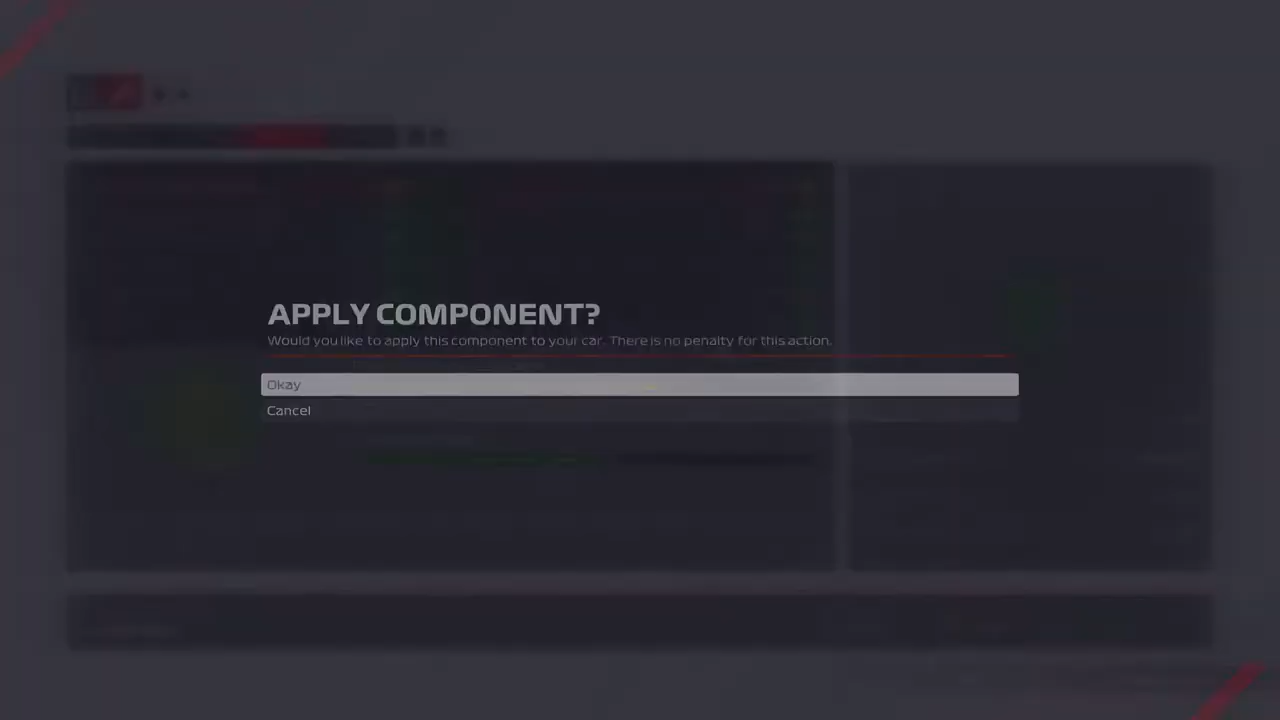 APPLY COMPONENT?
Would you like to apply this component to your car. There is no penalty for this action.
Okay
Cancel